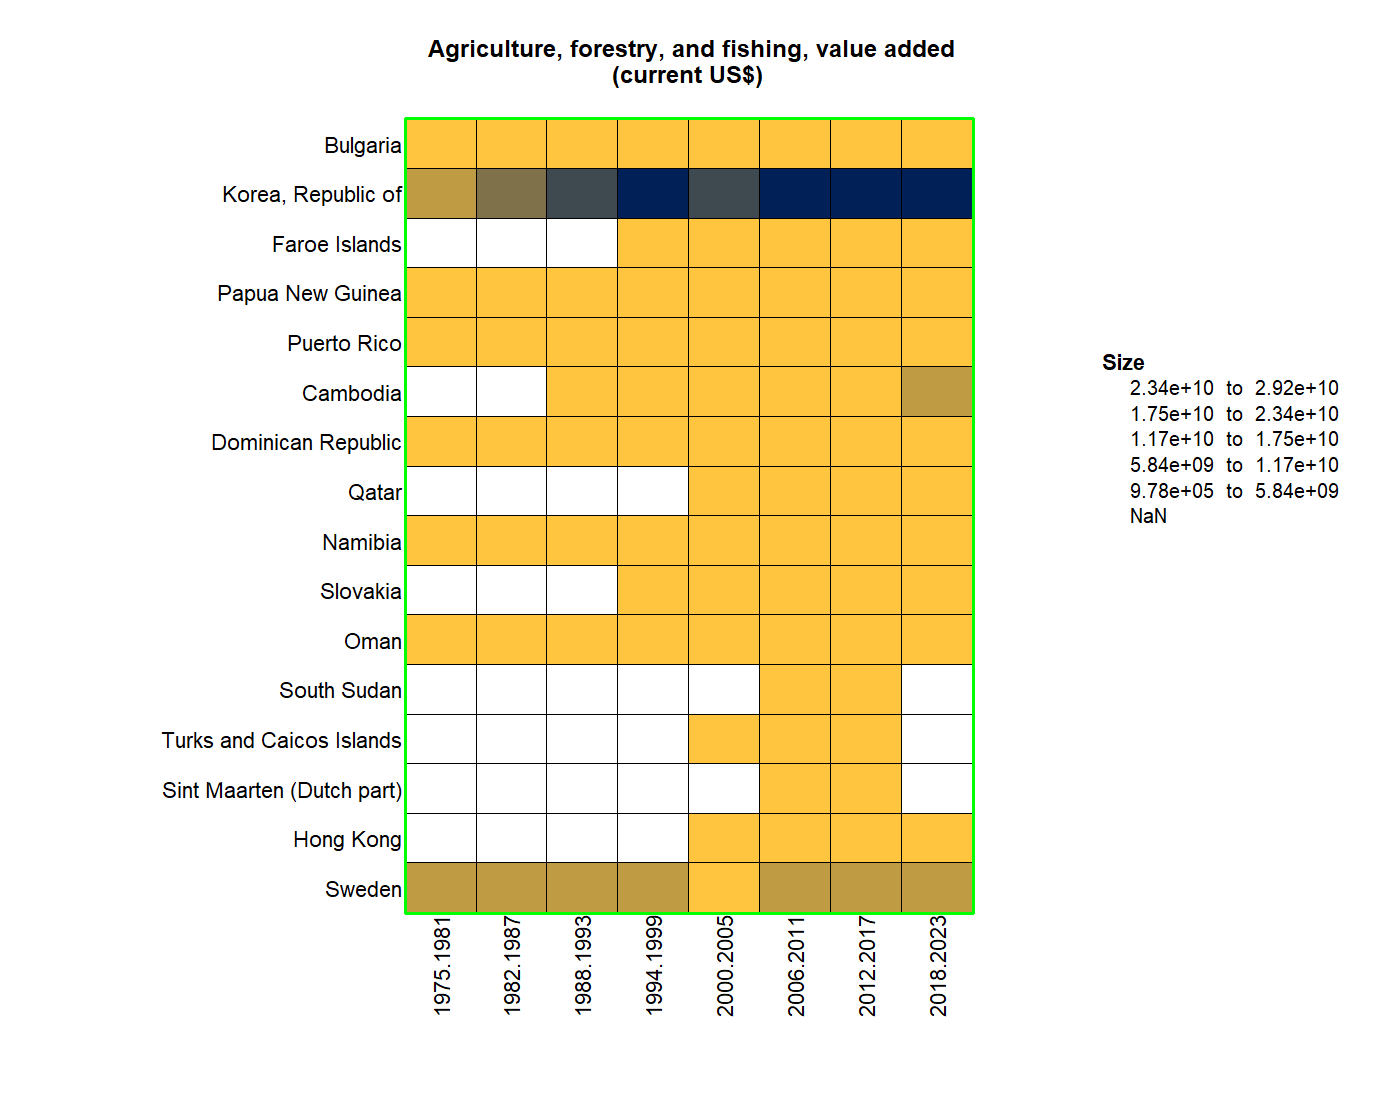 Agriculture, forestry, and fishing, value added
(current US$)
Bulgaria
Korea, Republic of
Faroe Islands
Papua New Guinea
Puerto Rico
Cambodia
Dominican Republic
Qatar
Namibia
Slovakia
Oman
South Sudan
Turks and Caicos Islands
Sint Maarten (Dutch part)
Hong Kong
Sweden
1975.1981
1982.1987
1988.1993
1994.1999
2000.2005
2006.2011
2012.2017
2018.2023
Size
2.34e+10 to 2.92e+10
1.75e+10 to 2.34e+10
1.17e+10 to 1.75e+10
5.84e+09 to 1.17e+10
9.78e+05 to 5.84e+09
NaN